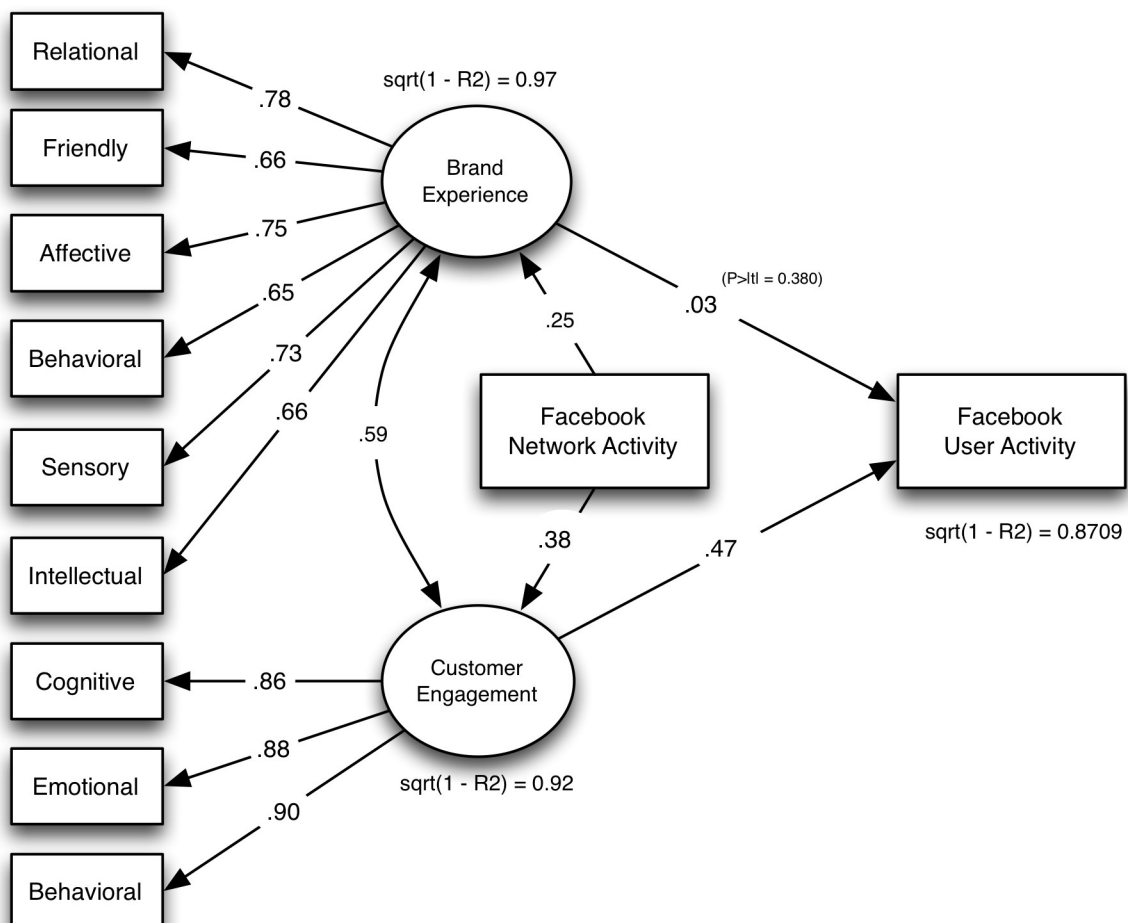 Relational
sqrt(1 - R2) = 0.97
.78
Friendly
.66
Brand
Experience
Affective
.75
(P>|t| = 0.380)
.03
.65
.25
Behavioral
.73
.66
Facebook
Network Activity
Facebook
User Activity
.59
Sensory
sqrt(1 - R2) = 0.8709
.38
.47
Intellectual
Cognitive
.86
Customer
Engagement
Emotional
.88
sqrt(1 - R2) = 0.92
.90
Behavioral